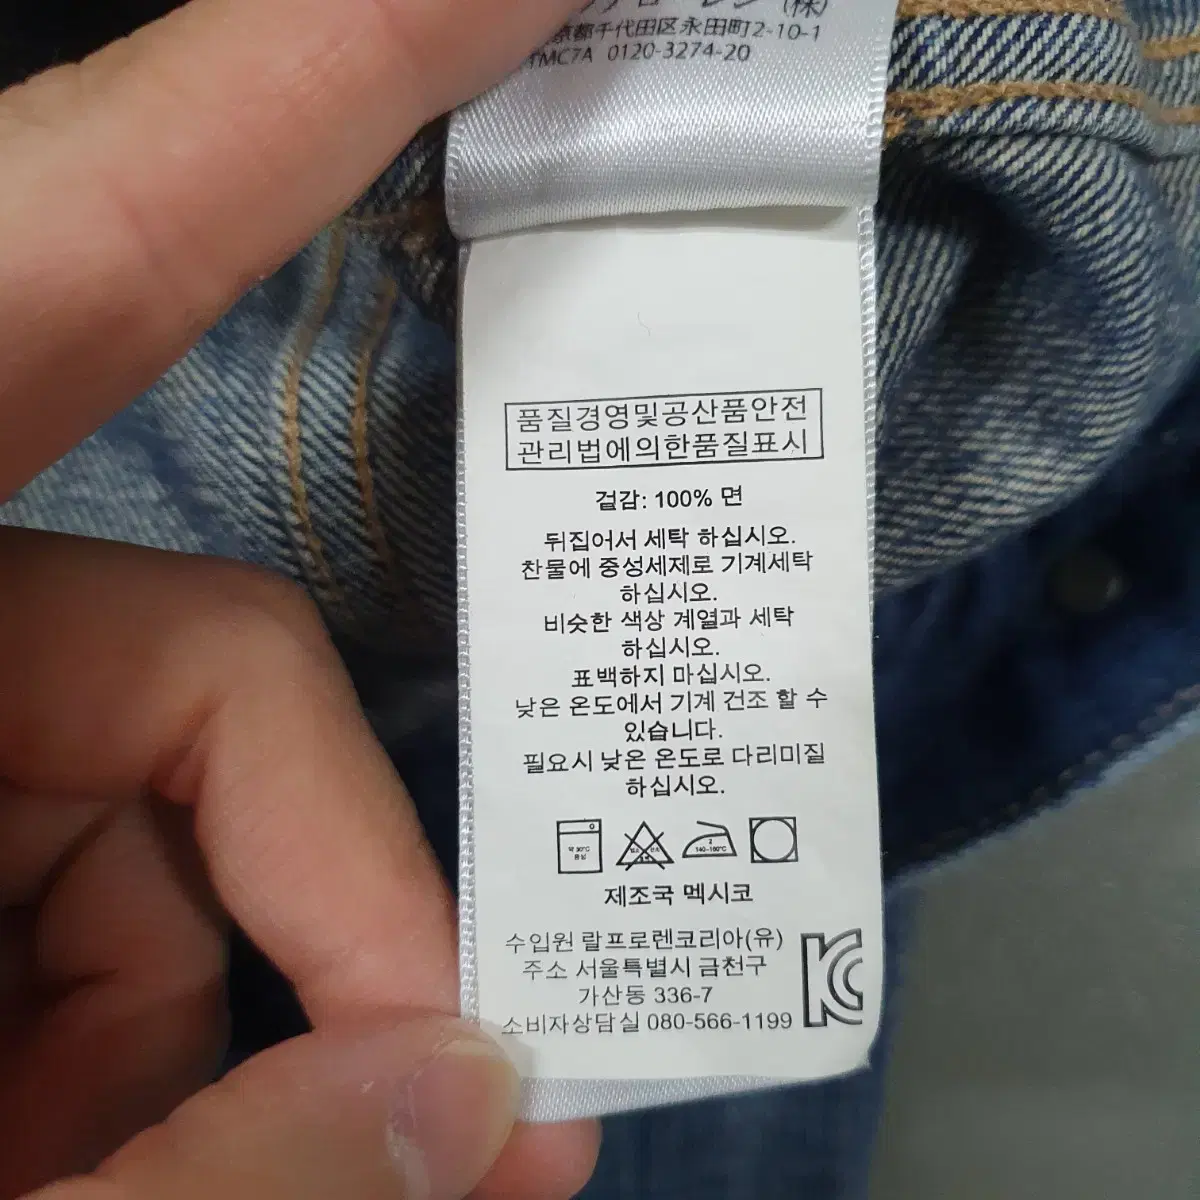 (株)
京都千代田区永田町2-10-1
TMC7A 0120-3274-20
품질경영및공산품안전
관리법에의한품질표시
겉감: 100% 면
뒤집어서 세탁 하십시오.
찬물에 중성세제로 기계세탁
하십시오.
비슷한 색상 계열과 세탁
하십시오.
표백하지 마십시오.
낮은 온도에서 기계 건조 할 수
있습니다.
필요시 낮은 온도로 다리미질
하십시오.
약 30℃
중성
2
140-160℃
제조국 멕시코
수입원 랄프로렌코리아(유)
주소 서울특별시 금천구
가산동 336-7
소비자상담실 080-566-1199